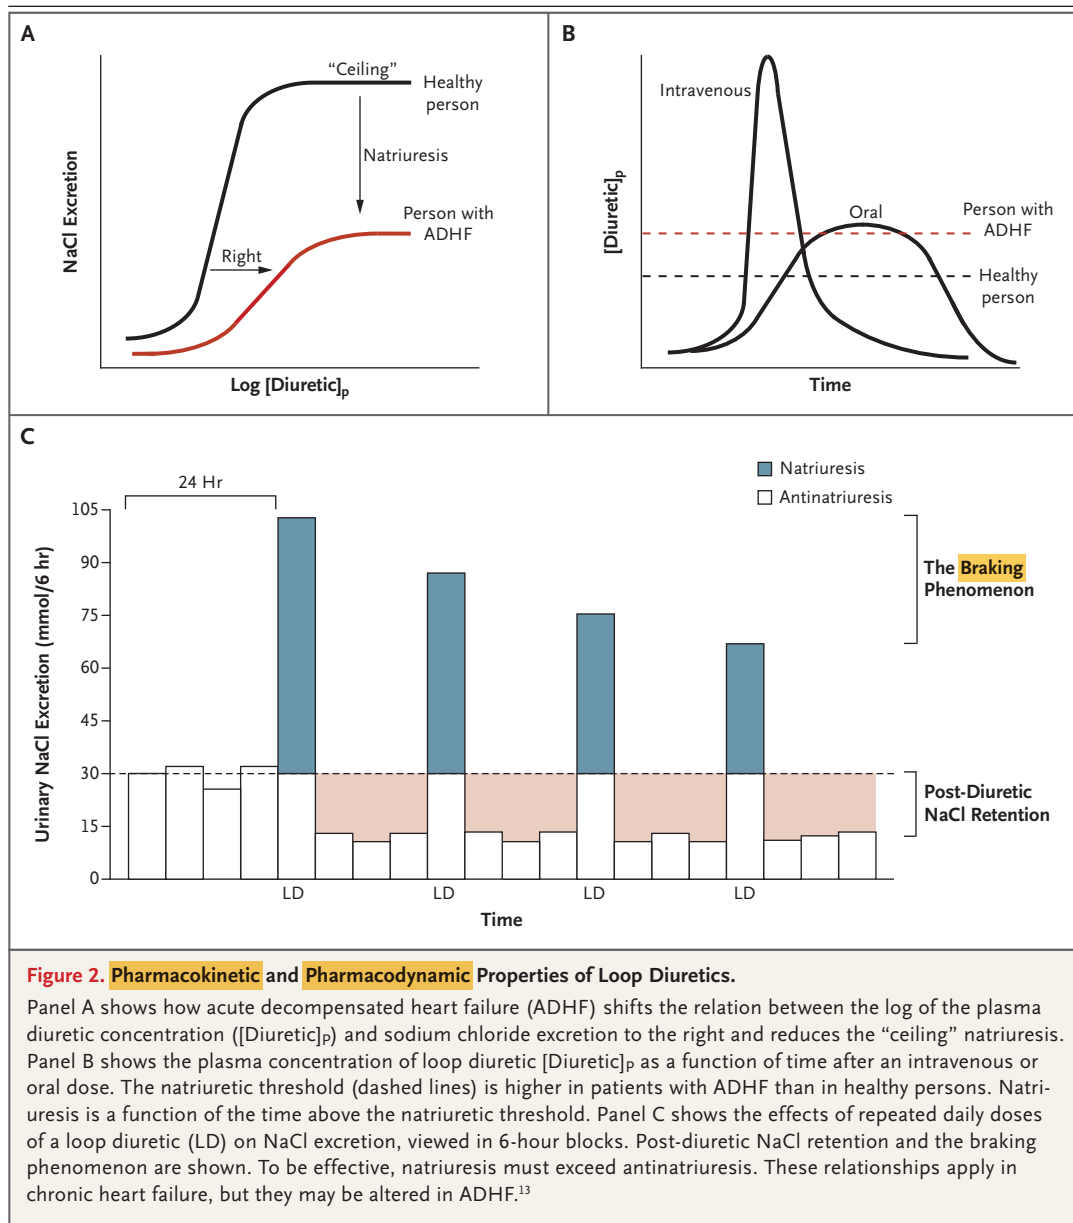 A
"Ceiling"
Healthy
person
Natriuresis
Person with
ADHF
Right
NaCl Excretion
Log [Diuretic]p
B
Intravenous
Oral
Person with
ADHF
Healthy
person
[Diuretic]p
Time
C
Natriuresis
Antinatriuresis
24 Hr
105
90
75
60
45
30
15
0
Urinary NaCl Excretion (mmol/6 hr)
The Braking
Phenomenon
Post-Diuretic
NaCl Retention
LD LD LD LD
Time
Figure 2. Pharmacokinetic and Pharmacodynamic Properties of Loop Diuretics.
Panel A shows how acute decompensated heart failure (ADHF) shifts the relation between the log of the plasma
diuretic concentration ([Diuretic]p) and sodium chloride excretion to the right and reduces the "ceiling" natriuresis.
Panel B shows the plasma concentration of loop diuretic [Diuretic]p as a function of time after an intravenous or
oral dose. The natriuretic threshold (dashed lines) is higher in patients with ADHF than in healthy persons. Natri-
uresis is a function of the time above the natriuretic threshold. Panel C shows the effects of repeated daily doses
of a loop diuretic (LD) on NaCl excretion, viewed in 6-hour blocks. Post-diuretic NaCl retention and the braking
phenomenon are shown. To be effective, natriuresis must exceed antinatriuresis. These relationships apply in
chronic heart failure, but they may be altered in ADHF.13